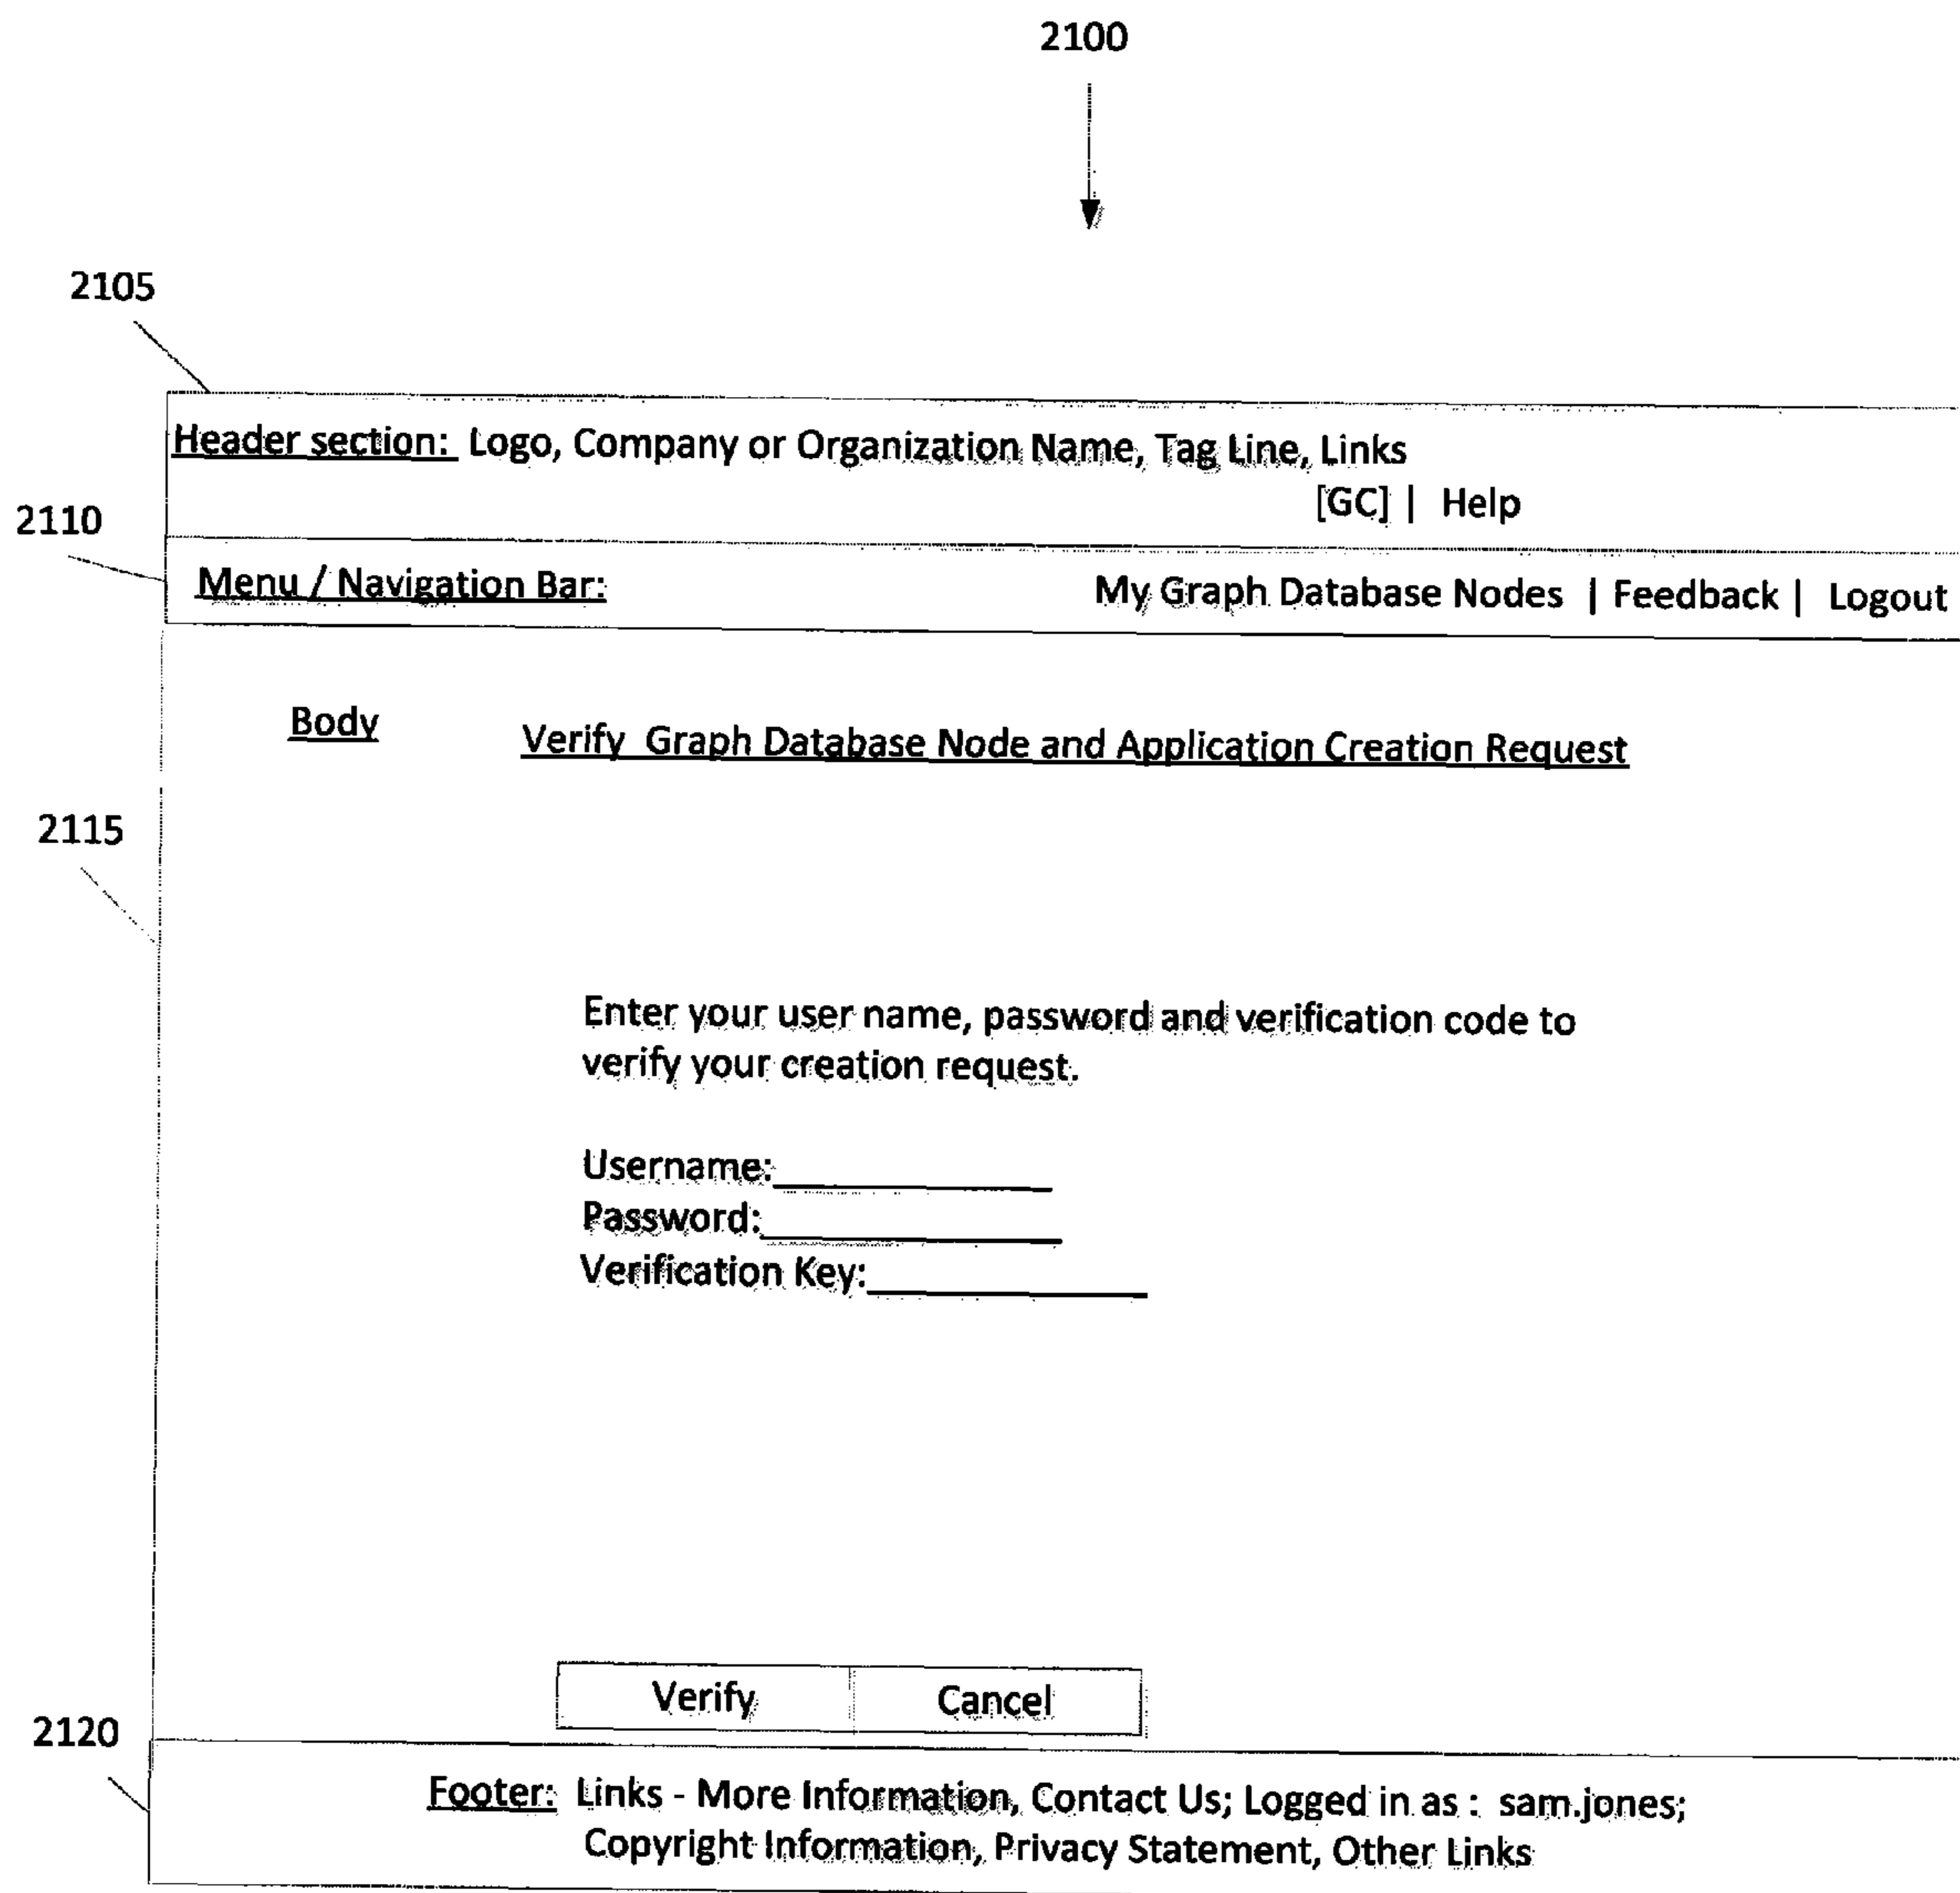 2100
2105
Header section: Logo, Company or Organization Name, Tag Line, Links
[GC] | Help
2110
Menu / Navigation Bar: My Graph Database Nodes | Feedback | Logout
Body
Verify Graph Database Node and Application Creation Request
2115
Enter your user name, password and verification code to
verify your creation request.
Username:
Password:
Verification Key:
Verify Cancel
2120
Footer: Links - More Information, Contact Us; Logged in as : sam.jones;
Copyright Information, Privacy Statement, Other Links